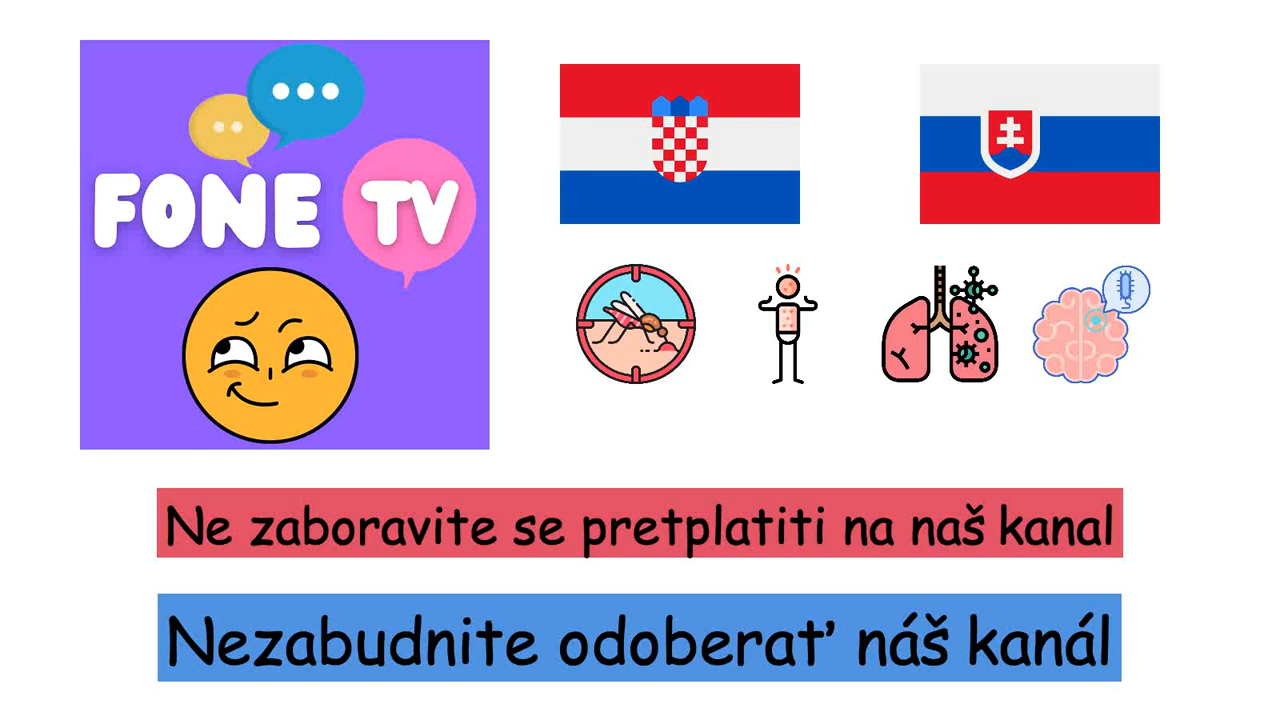 FONE TV
Ne zaboravite se pretplatiti na naš kanal
Nezabudnite odoberať náš kanál